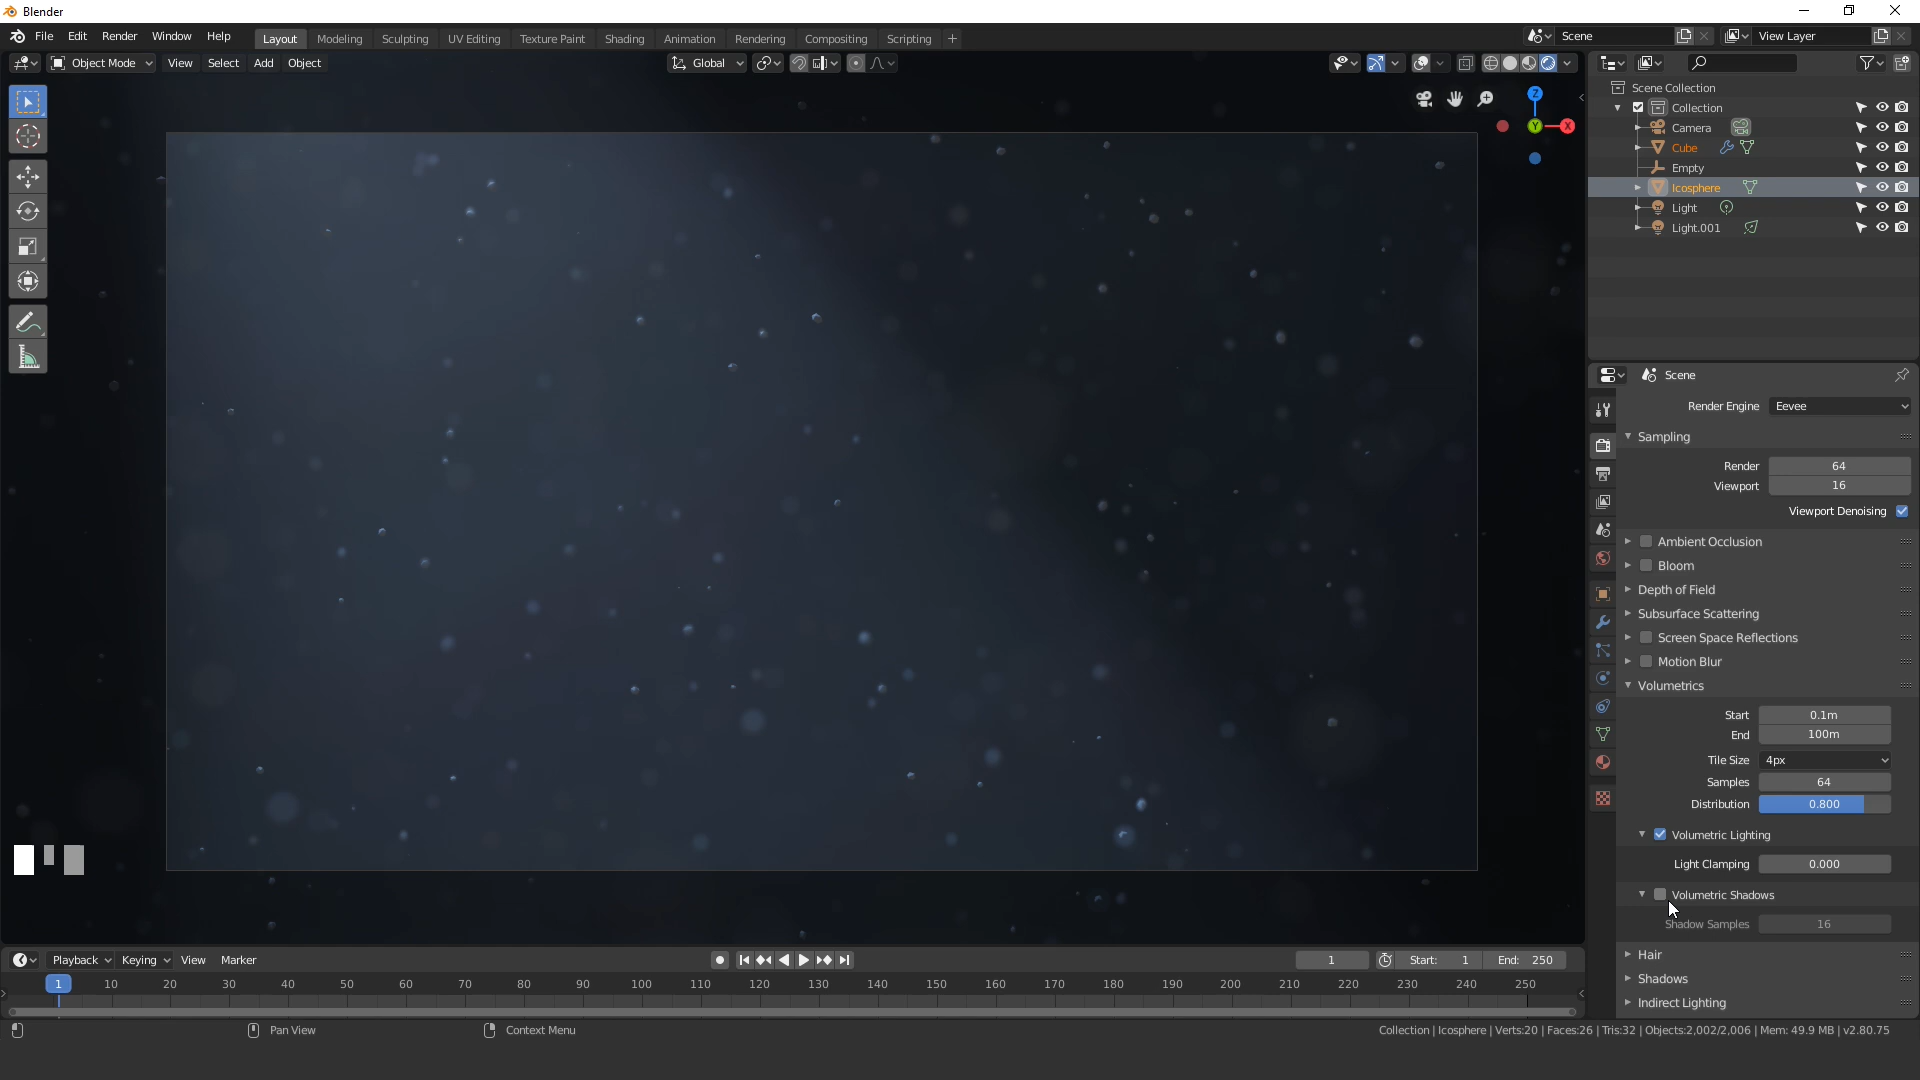 Blender
File Edit Render Window Help Layout Modeling Sculpting UV Editing Texture Paint Shading Animation Rendering Compositing Scripting + Scene View Layer
Object Mode View Select Add Object Global
Z
Y X
Scene Collection
Collection
Camera
Cube
Empty
Icosphere
Light
Light.001
Scene
Render Engine Eevee
Sampling
Render 64
Viewport 16
Viewport Denoising
Ambient Occlusion
Bloom
Depth of Field
Subsurface Scattering
Screen Space Reflections
Motion Blur
Volumetrics
Start 0.1m
End 100m
Tile Size 4px
Samples 64
Distribution 0.800
Volumetric Lighting
Light Clamping 0.000
Volumetric Shadows
Shadow Samples 16
Hair
Shadows
Indirect Lighting
Playback Keying View Marker 1 Start: 1 End: 250
1 10 20 30 40 50 60 70 80 90 100 110 120 130 140 150 160 170 180 190 200 210 220 230 240 250
Pan View Context Menu Collection | Icosphere | Verts:20 | Faces:26 | Tris:32 | Objects:2,002/2,006 | Mem: 49.9 MB | v2.80.75